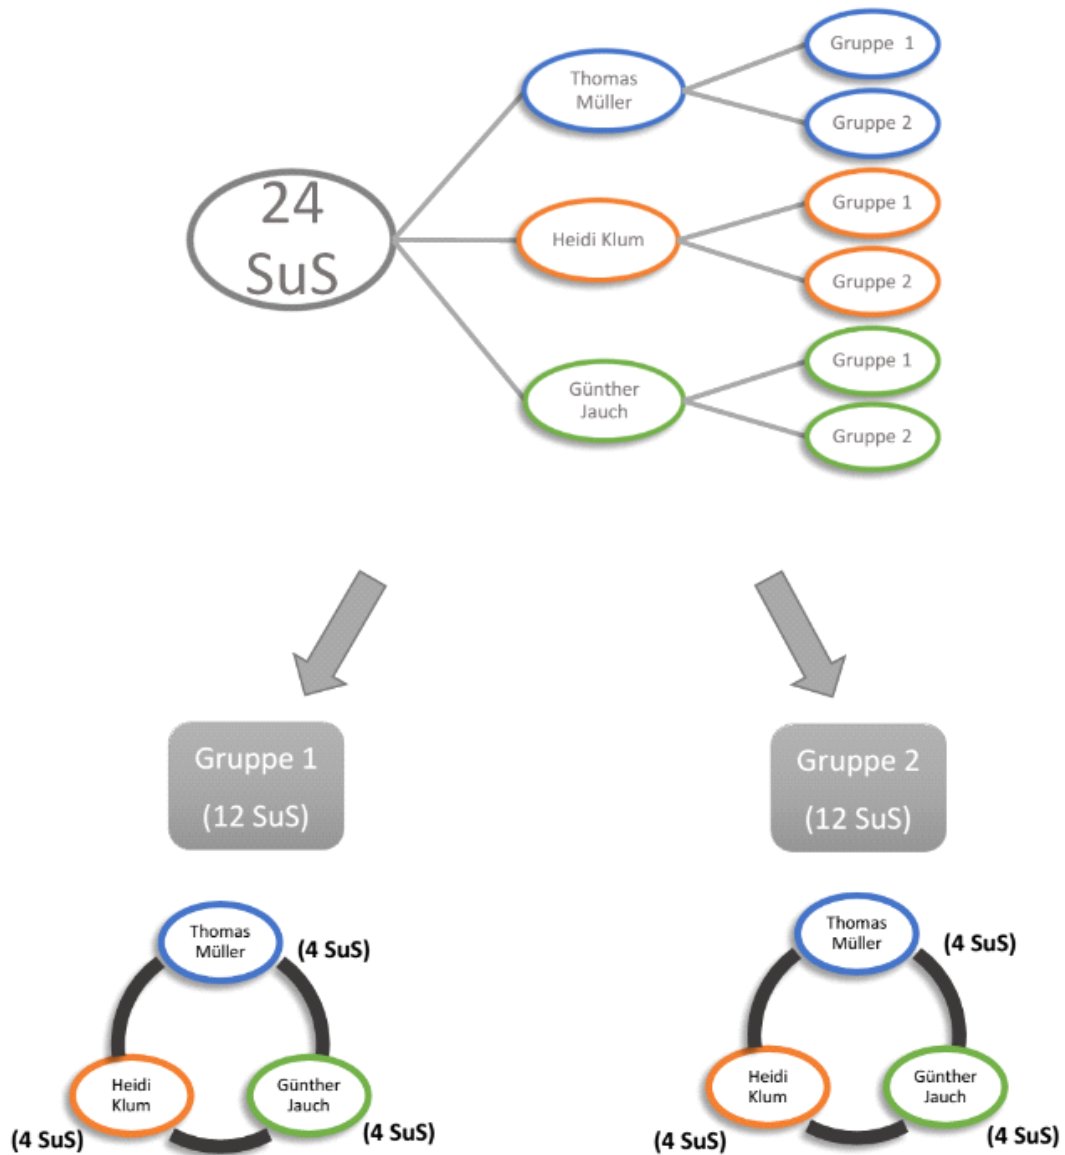 24
SuS
Thomas
Müller
Gruppe 1
Gruppe 2
Heidi Klum
Gruppe 1
Gruppe 2
Günther
Jauch
Gruppe 1
Gruppe 2
Gruppe 1
(12 SuS)
Thomas
Müller
(4 SuS)
Heidi
Klum
(4 SuS)
Günther
Jauch
(4 SuS)
Gruppe 2
(12 SuS)
Thomas
Müller
(4 SuS)
Heidi
Klum
(4 SuS)
Günther
Jauch
(4 SuS)